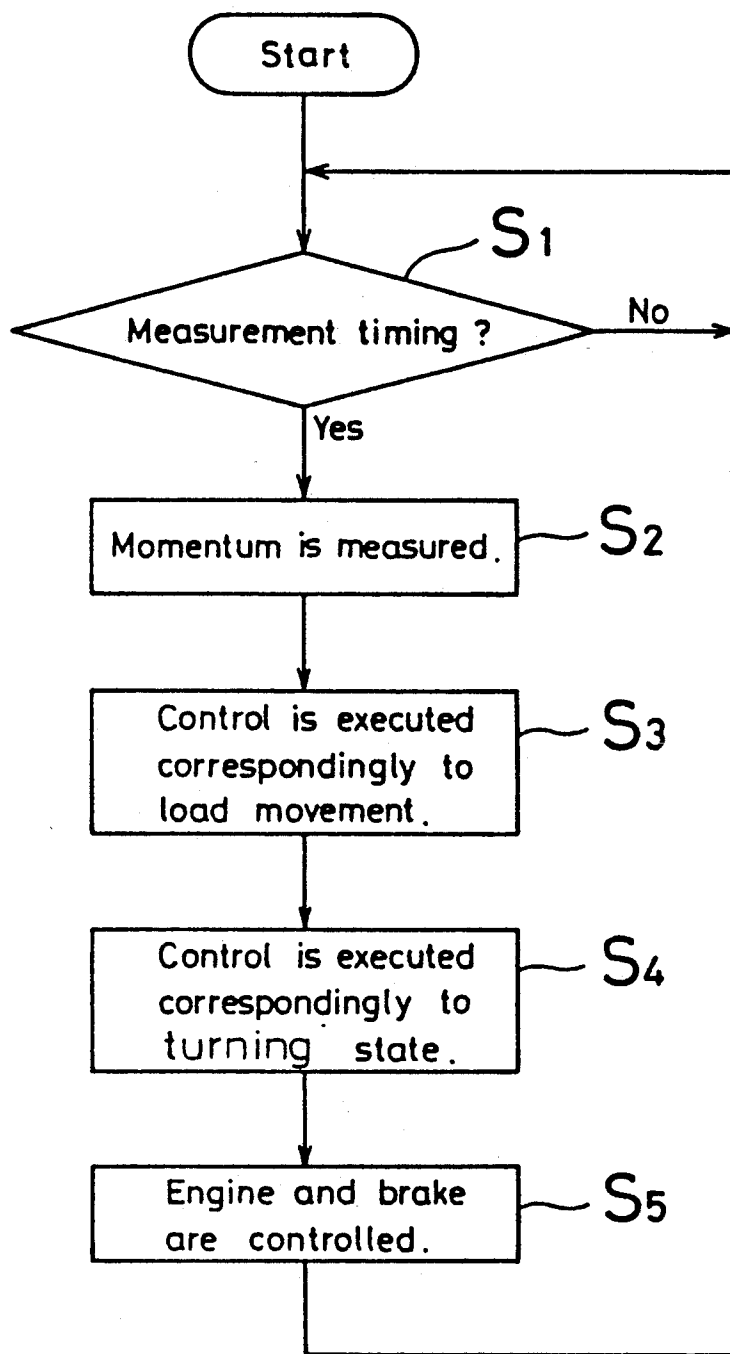 Start
S1
Measurement timing ?
No
Yes
Momentum is measured.
S2
Control is executed
correspondingly to
load movement.
S3
Control is executed
correspondingly to
turning state.
S4
Engine and brake
are controlled.
S5